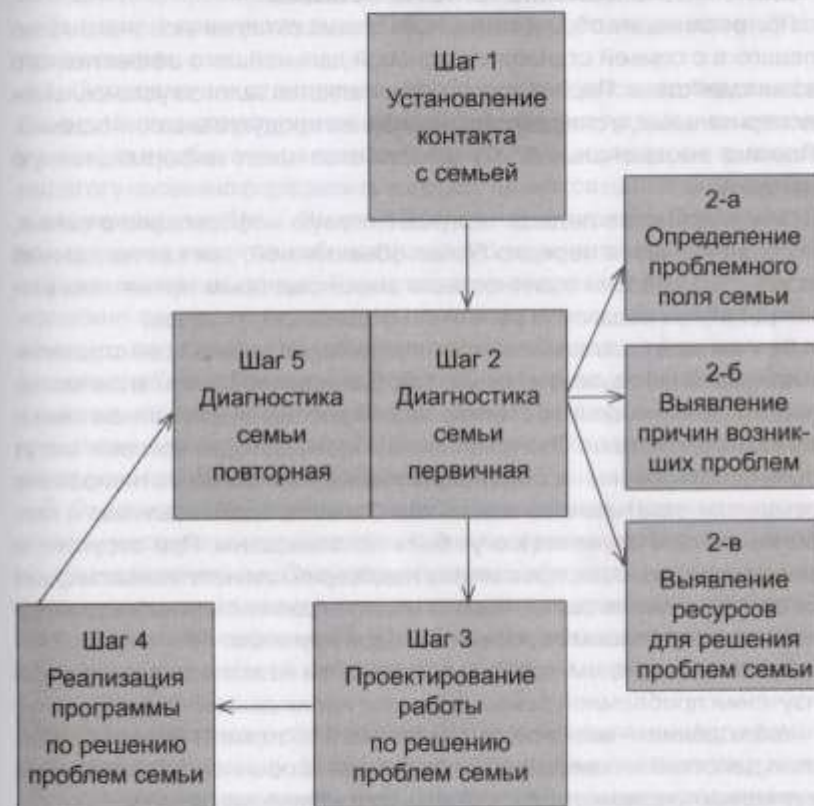 Шаг 1
Установление
контакта
с семьей
2-а
Определение
проблемного
поля семьи
Шаг 5
Диагностика
семьи
повторная
Шаг 2
Диагностика
семьи
первичная
2-б
Выявление
причин возник-
ших проблем
2-в
Выявление
ресурсов
для решения
проблем семьи
Шаг 4
Реализация
программы
по решению
проблем семьи
Шаг 3
Проектирование
работы
по решению
проблем семьи